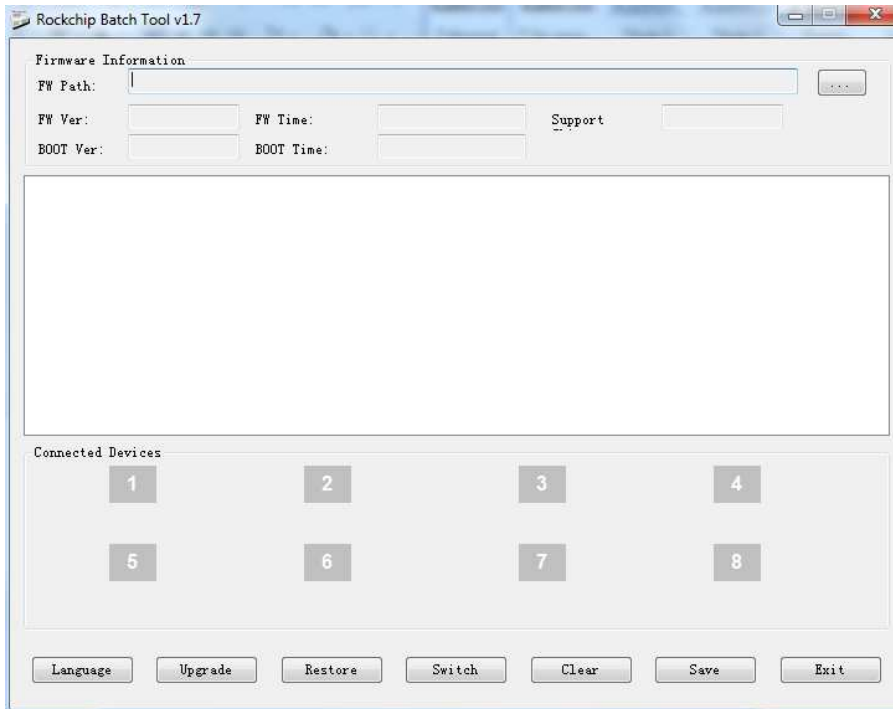 Rockchip Batch Tool v1.7
Firmware Information
FW Path: ...
FW Ver: FW Time: Support
BOOT Ver: BOOT Time:
Connected Devices
1 2 3 4
5 6 7 8
Language Upgrade Restore Switch Clear Save Exit